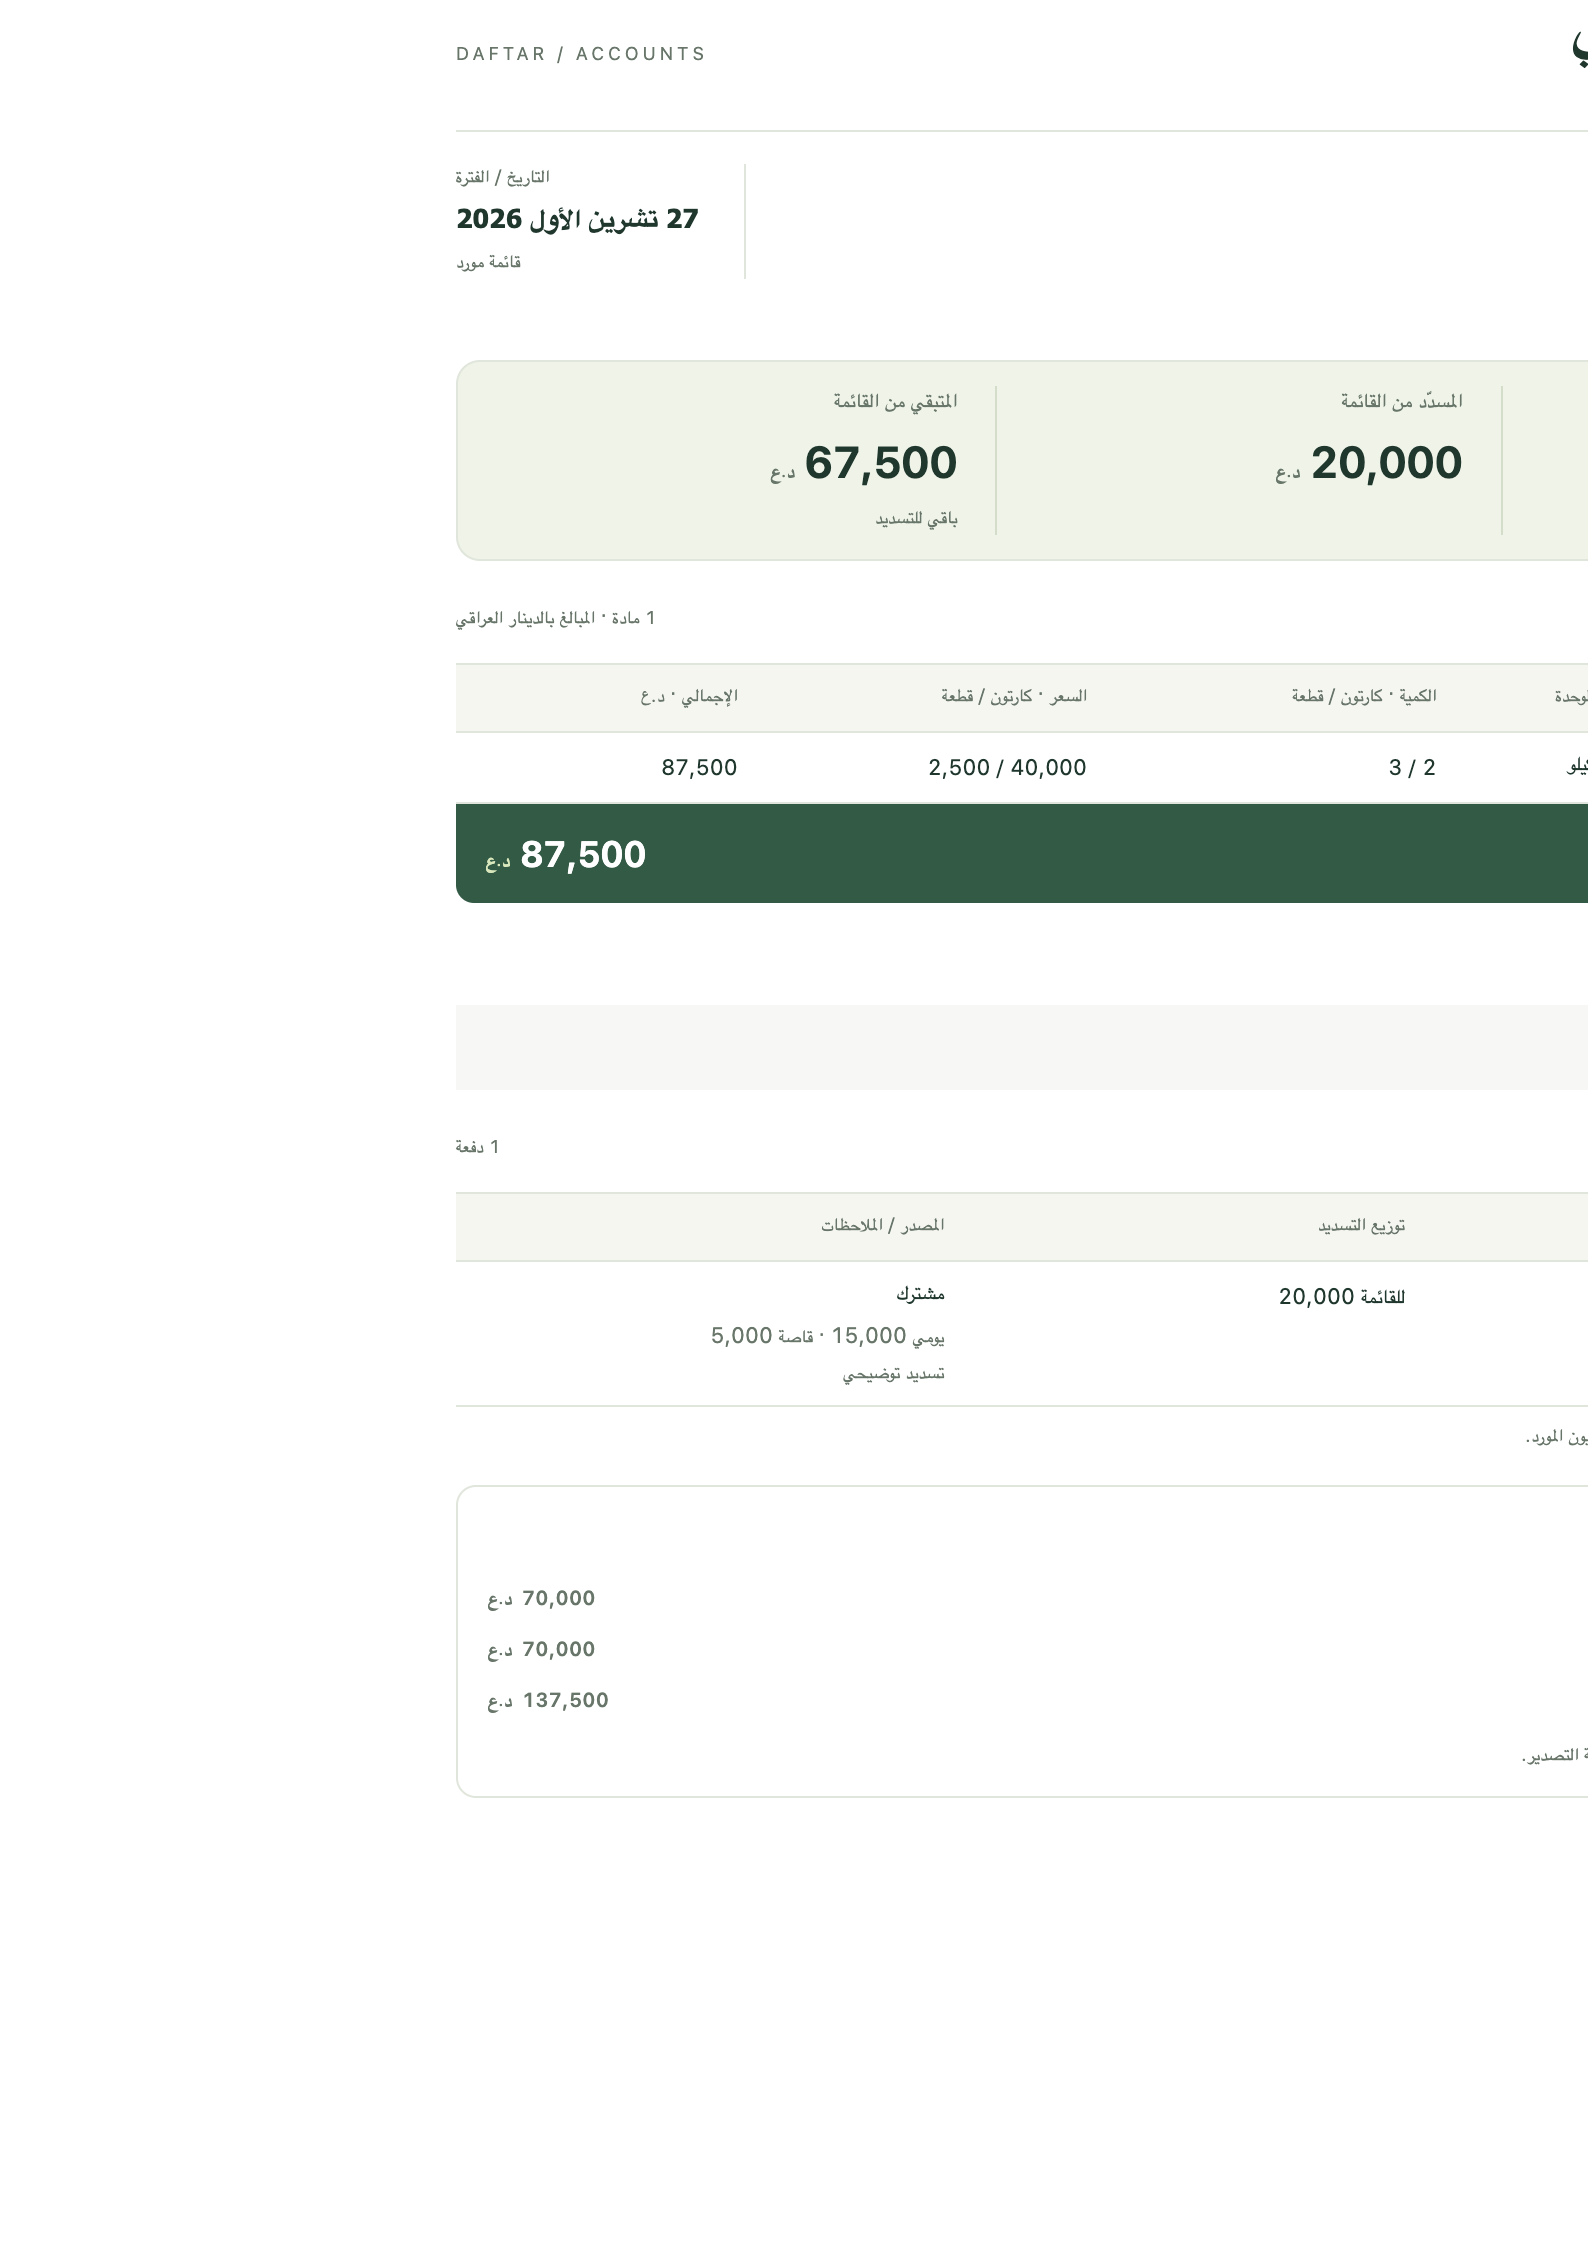 DAFTAR / ACCOUNTS
التاريخ / الفترة
27 تشرين الأول 2026
قائمة مورد
المسدّد من القائمة
20,000 د.ع
المتبقي من القائمة
67,500 د.ع
باقي للتسديد
1 مادة · المبالغ بالدينار العراقي
الكمية · كارتون / قطعة السعر · كارتون / قطعة الإجمالي · د.ع
2 / 3 40,000 / 2,500 87,500
87,500 د.ع
1 دفعة
توزيع التسديد المصدر / الملاحظات
للقائمة 20,000 مشترك
يومي 15,000 · قاصة 5,000
تسديد توضيحي
المورد.
70,000 د.ع
70,000 د.ع
137,500 د.ع
التصدير.